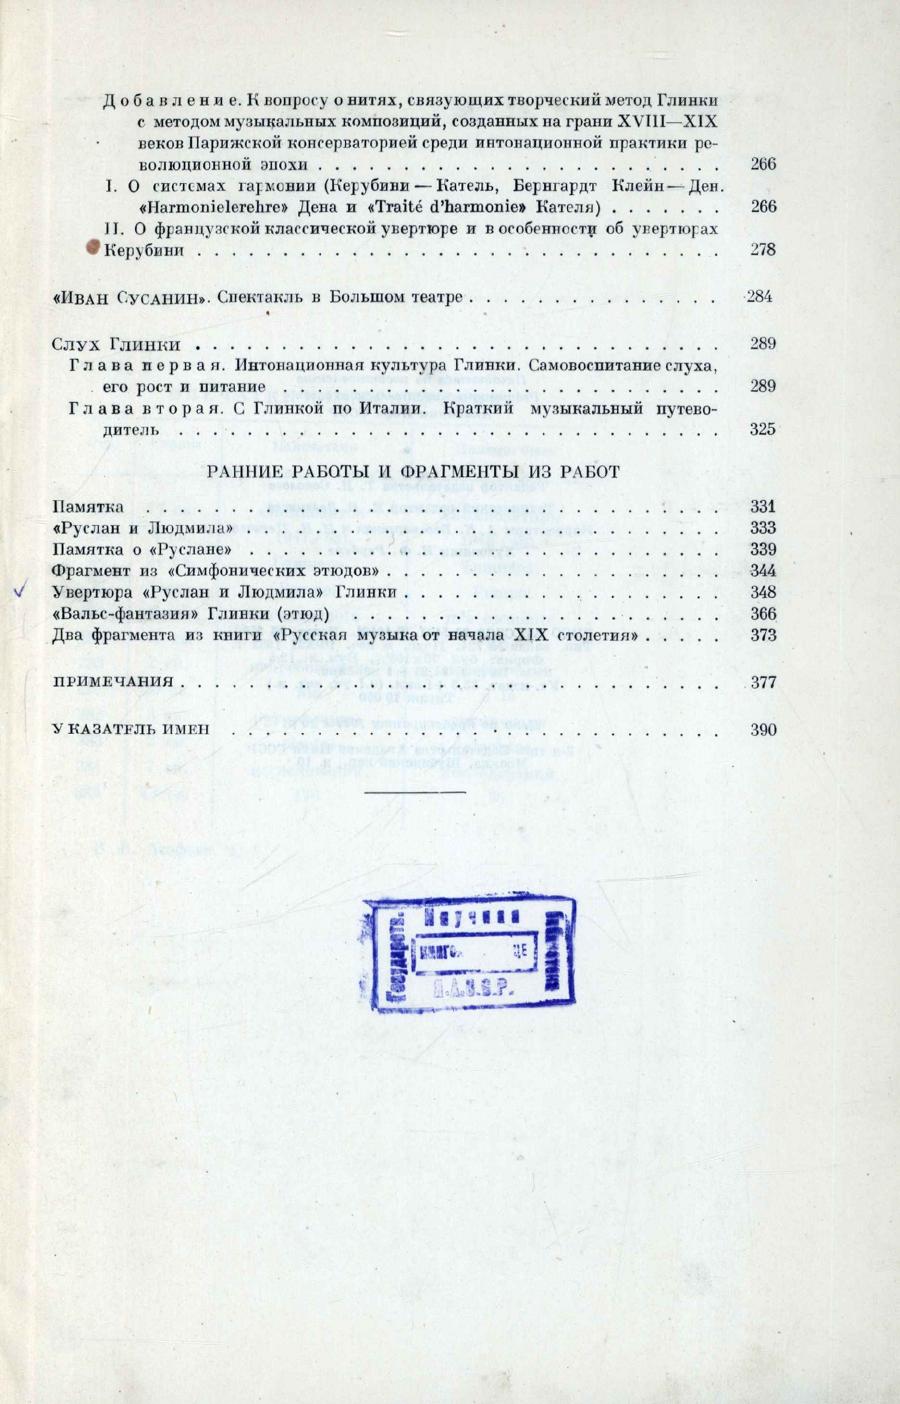 Добавление. К вопросу о нитях, связующих творческий метод Глинки
с методом музыкальных композиций, созданных на грани XVIII—XIX
веков Парижской консерваторией среди интонационной практики ре-
волюционной эпохи . . . . . . . . . . . . . . . . . . . . . . . . 266
I. О системах гармонии (Керубини — Катель, Бернгардт Клейн — Ден.
«Harmonielerehre» Дена и «Traité d'harmonie» Кателя) . . . . . . . 266
II. О французской классической увертюре и в особенности об увертюрах
Керубини . . . . . . . . . . . . . . . . . . . 278
«Иван Сусанин». Спектакль в Большом театре . . . . . . . . . . . . . . . 284
Слух Глинки . . . . . . . . . . . . . . . . . . . 289
Глава первая. Интонационная культура Глинки. Самовоспитание слуха,
его рост и питание . . . . . . . . . . . . . . . . . . . 289
Глава вторая. С Глинкой по Италии. Краткий музыкальный путево-
дитель . . . . . . . . . . . . . . . . . . . 325
РАННИЕ РАБОТЫ И ФРАГМЕНТЫ ИЗ РАБОТ
Памятка . . . . . . . . . . . . . . . . . . . 331
«Руслан и Людмила» . . . . . . . . . . . . . . . . . . . 333
Памятка о «Руслане» . . . . . . . . . . . . . . . . . . . 339
Фрагмент из «Симфонических этюдов» . . . . . . . . . . . . . . . . . . . 344
Увертюра «Руслан и Людмила» Глинки . . . . . . . . . . . . . . . . . . . 348
«Вальс-фантазия» Глинки (этюд) . . . . . . . . . . . . . . . . . . . 366
Два фрагмента из книги «Русская музыка от начала XIX столетия» . . . . . 373
ПРИМЕЧАНИЯ . . . . . . . . . . . . . . . . . . . 377
УКАЗАТЕЛЬ ИМЕН . . . . . . . . . . . . . . . . . . . 390
Научная